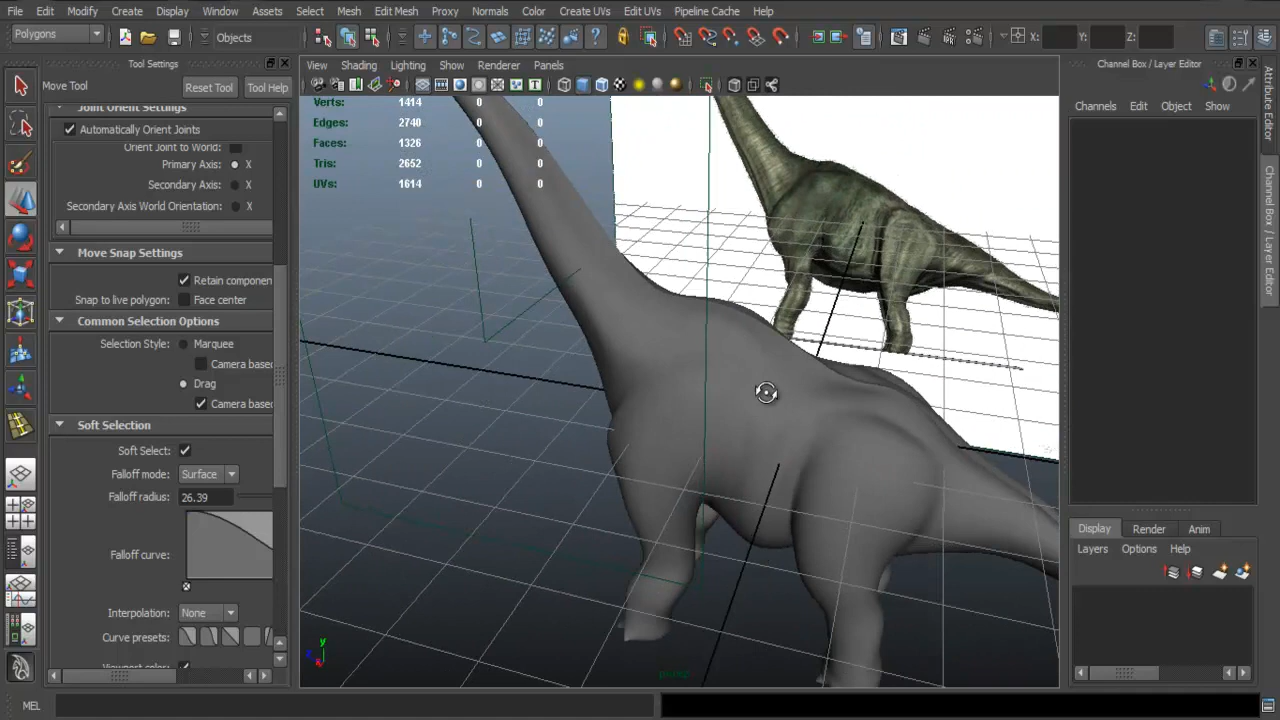 File Edit Modify Create Display Window Assets Select Mesh Edit Mesh Proxy Normals Color Create UVs Edit UVs Pipeline Cache Help
Polygons Objects X: Y: Z:
Tool Settings
Move Tool Reset Tool Tool Help
Joint Orient Settings
Automatically Orient Joints
Orient Joint to World:
Primary Axis: X
Secondary Axis: X
Secondary Axis World Orientation: X
Move Snap Settings
Retain componen
Snap to live polygon: Face center
Common Selection Options
Selection Style: Marquee
Camera based
Drag
Camera based
Soft Selection
Soft Select:
Falloff mode: Surface
Falloff radius: 26.39
Falloff curve:
Interpolation: None
Curve presets:
Viewport color:
View Shading Lighting Show Renderer Panels
Verts: 1414 0 0
Edges: 2740 0 0
Faces: 1326 0 0
Tris: 2652 0 0
UVs: 1614 0 0
y
x
persp
Channel Box / Layer Editor
Channels Edit Object Show
Attribute Editor
Channel Box / Layer Editor
Display Render Anim
Layers Options Help
MEL